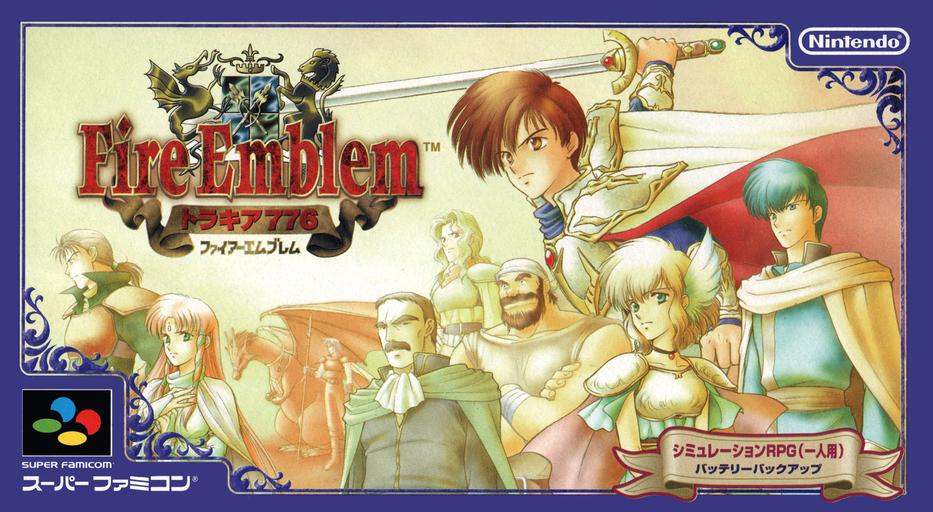 Nintendo®
Fire Emblem™
トラキア776
ファイアーエムブレム
SUPER FAMICOM™
スーパーファミコン®
シミュレーションRPG(一人用)
バッテリーバックアップ